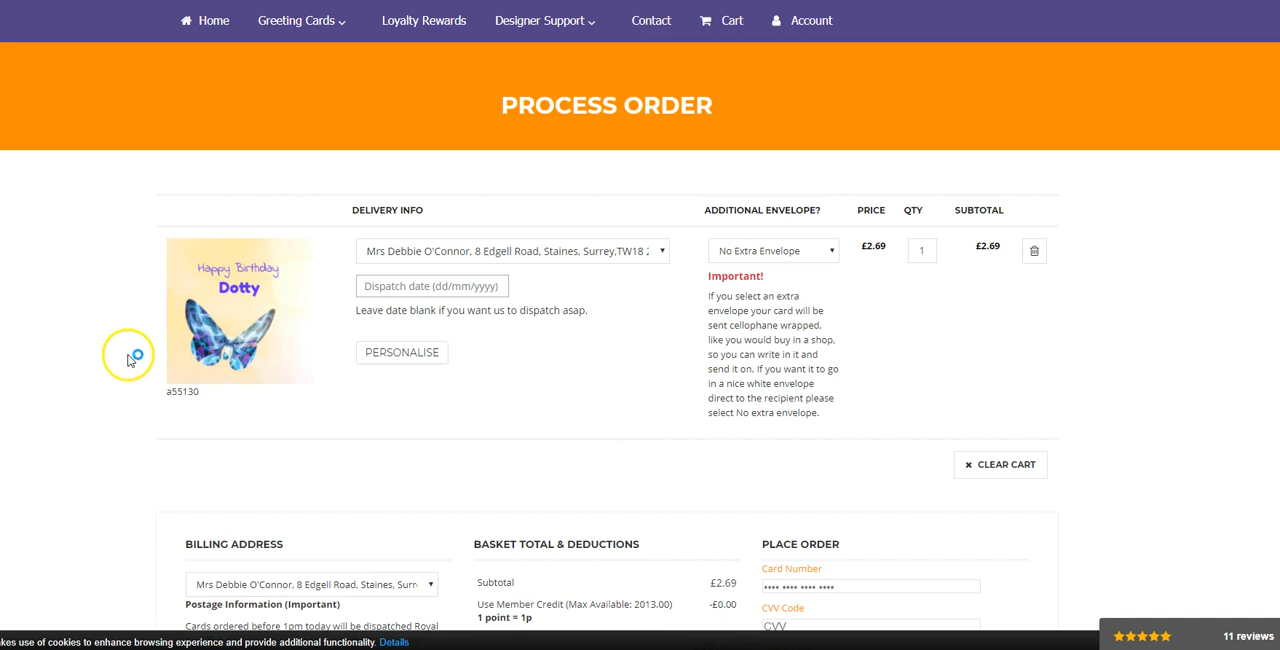 Home Greeting Cards Loyalty Rewards Designer Support Contact Cart Account
PROCESS ORDER
DELIVERY INFO ADDITIONAL ENVELOPE? PRICE QTY SUBTOTAL
Happy Birthday
Dotty
a55130
Mrs Debbie O'Connor, 8 Edgell Road, Staines, Surrey,TW18
Dispatch date (dd/mm/yyyy)
Leave date blank if you want us to dispatch asap.
PERSONALISE
No Extra Envelope
Important!
If you select an extra
envelope your card will be
sent cellophane wrapped,
like you would buy in a shop,
so you can write in it and
send it on. If you want it to go
in a nice white envelope
direct to the recipient please
select No extra envelope.
£2.69 1 £2.69
CLEAR CART
BILLING ADDRESS
Mrs Debbie O'Connor, 8 Edgell Road, Staines, Surr
Postage Information (Important)
Cards ordered before 1pm today will be dispatched Royal
BASKET TOTAL & DEDUCTIONS
Subtotal £2.69
Use Member Credit (Max Available: 2013.00) -£0.00
1 point = 1p
PLACE ORDER
Card Number
•••• •••• •••• ••••
CVV Code
CVV
kes use of cookies to enhance browsing experience and provide additional functionality. Details
11 reviews